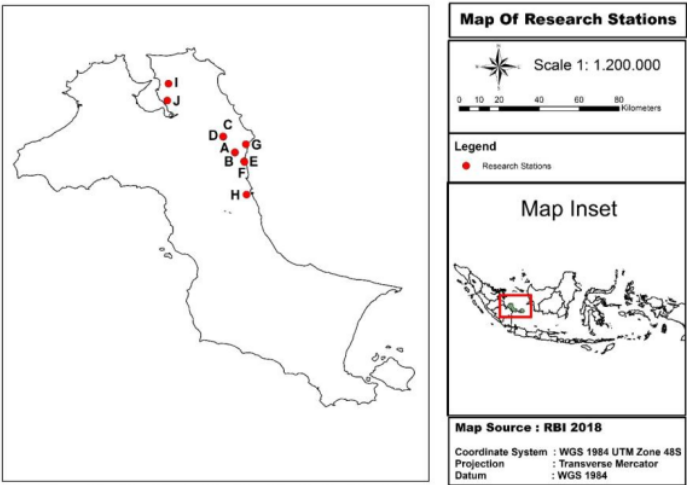 Map Of Research Stations
Scale 1: 1.200.000
0 10 20 40 60 80
Kilometers
Legend
Research Stations
Map Inset
Map Source : RBI 2018
Coordinate System : WGS 1984 UTM Zone 48S
Projection : Transverse Mercator
Datum : WGS 1984
I
J
C
D
A
G
B
E
F
H